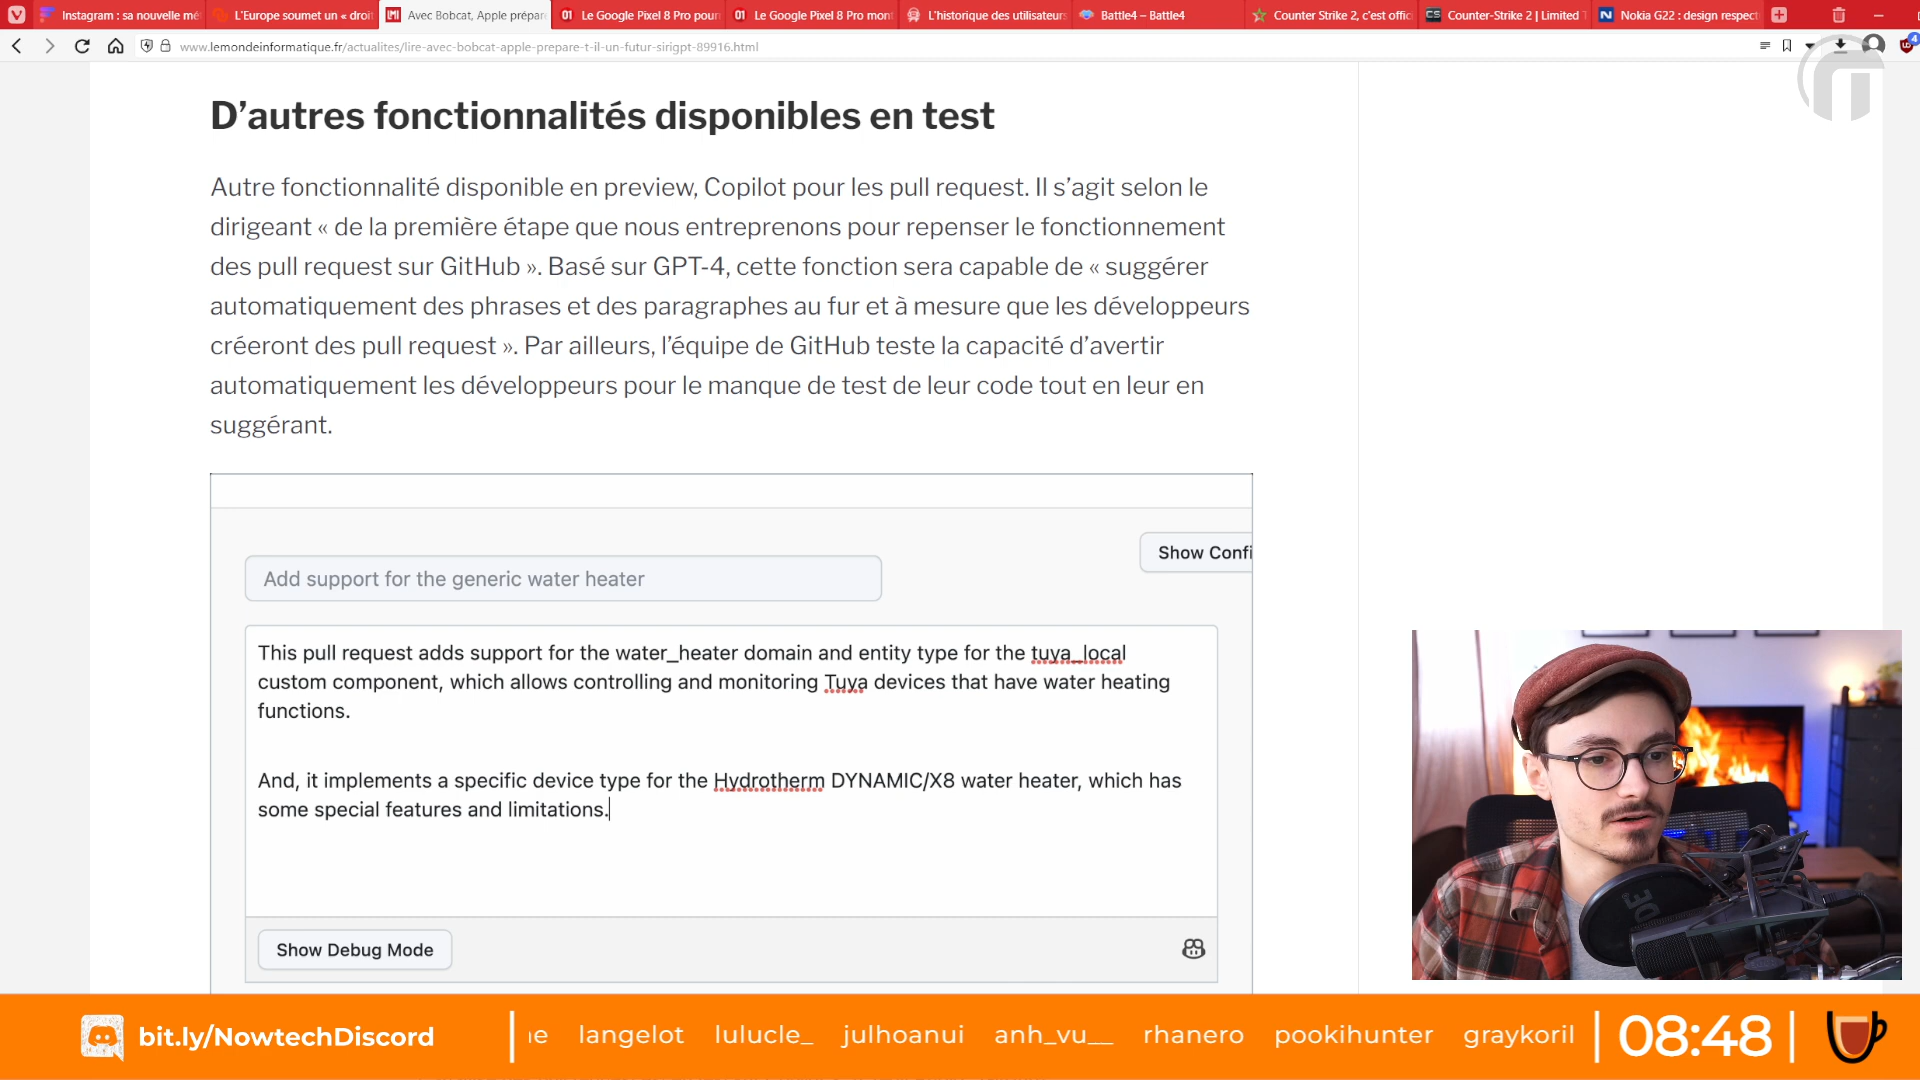 Instagram : sa nouvelle mé
L'Europe soumet un « droit
Avec Bobcat, Apple prépar
Le Google Pixel 8 Pro pour
Le Google Pixel 8 Pro mon
L'historique des utilisateurs
Battle4 – Battle4
Counter Strike 2, c'est offic
Counter-Strike 2 | Limited T
Nokia G22 : design respect
www.lemondeinformatique.fr/actualites/lire-avec-bobcat-apple-prepare-t-il-un-futur-sirigpt-89916.html
4
D'autres fonctionnalités disponibles en test
Autre fonctionnalité disponible en preview, Copilot pour les pull request. Il s'agit selon le
dirigeant « de la première étape que nous entreprenons pour repenser le fonctionnement
des pull request sur GitHub ». Basé sur GPT-4, cette fonction sera capable de « suggérer
automatiquement des phrases et des paragraphes au fur et à mesure que les développeurs
créeront des pull request ». Par ailleurs, l'équipe de GitHub teste la capacité d'avertir
automatiquement les développeurs pour le manque de test de leur code tout en leur en
suggérant.
Show Confi
Add support for the generic water heater
This pull request adds support for the water_heater domain and entity type for the tuya_local
custom component, which allows controlling and monitoring Tuya devices that have water heating
functions.
And, it implements a specific device type for the Hydrotherm DYNAMIC/X8 water heater, which has
some special features and limitations.
Show Debug Mode
bit.ly/NowtechDiscord
ne langelot lulucle_ julhoanui anh_vu__ rhanero pookihunter graykoril
08:48